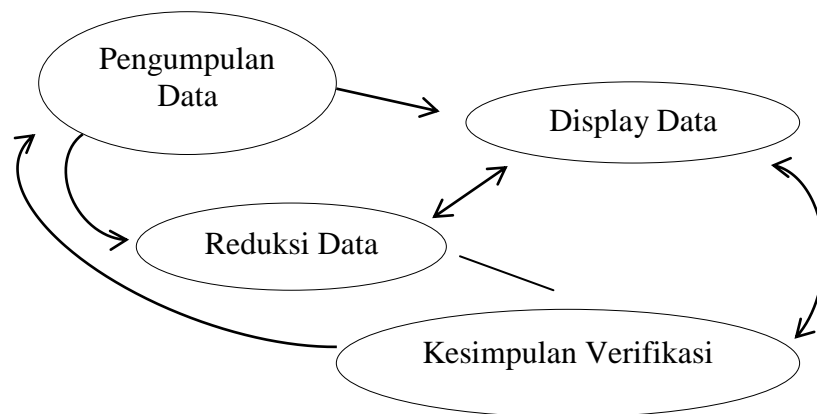 Pengumpulan
Data
Display Data
Reduksi Data
Kesimpulan Verifikasi